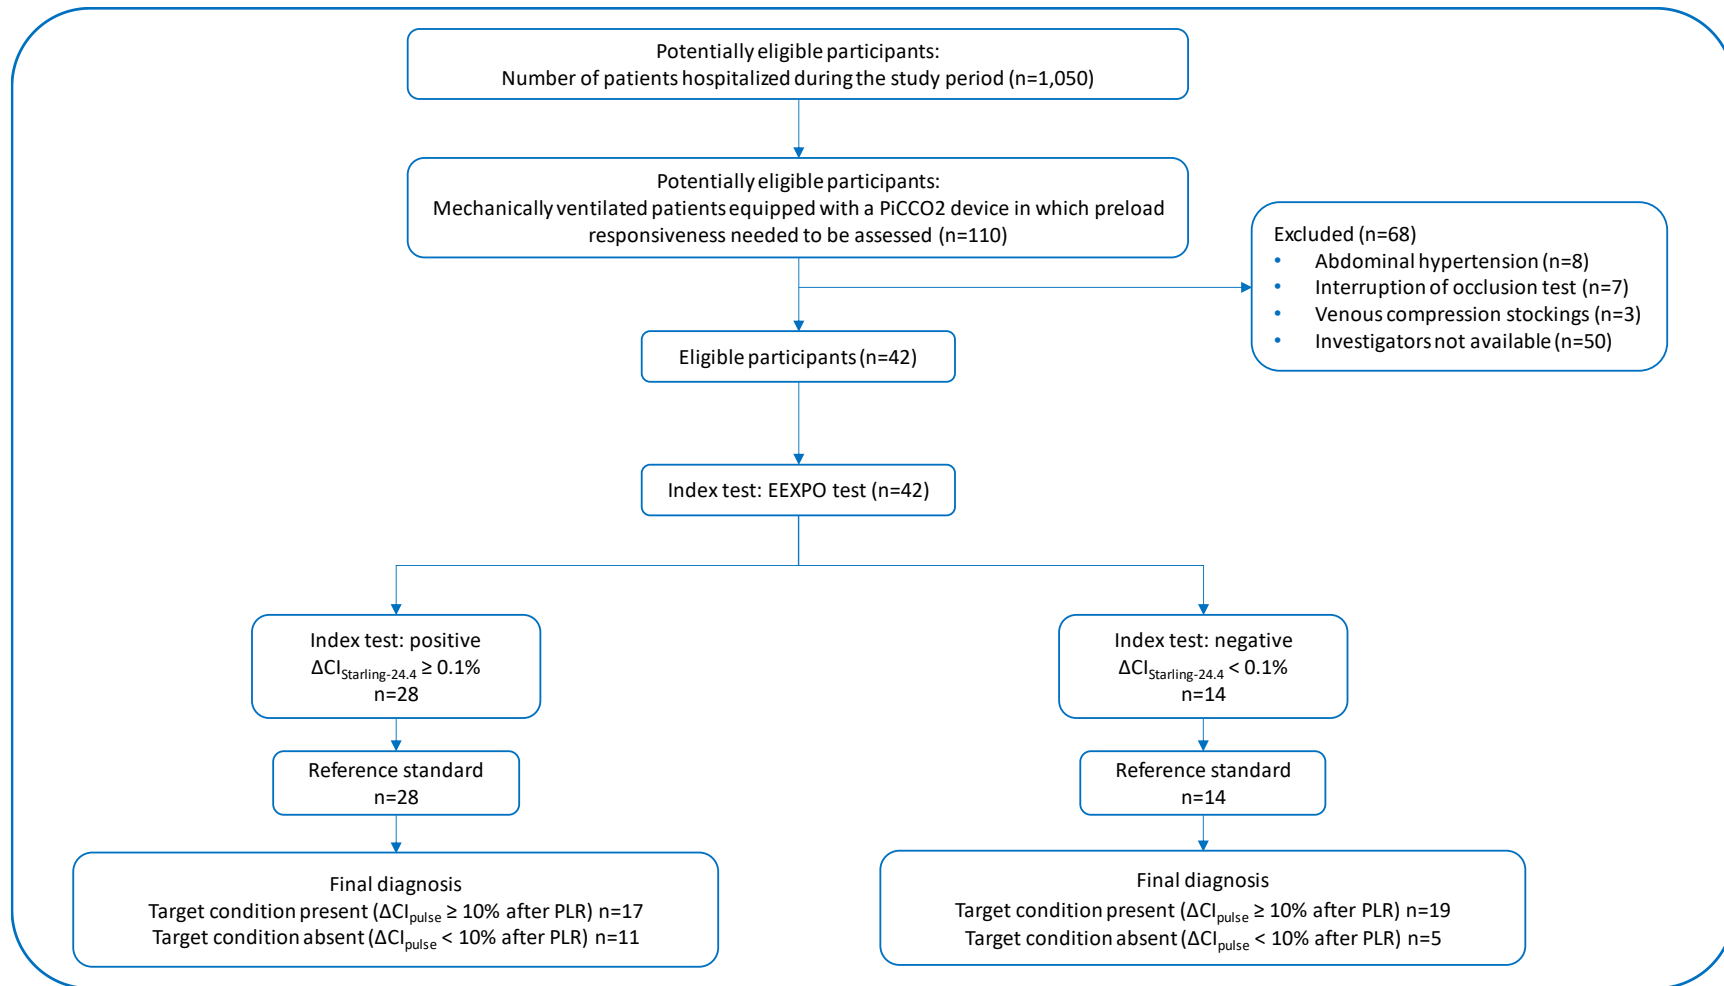 Potentially eligible participants:
Number of patients hospitalized during the study period (n=1,050)
Potentially eligible participants:
Mechanically ventilated patients equipped with a PiCCO2 device in which preload
responsiveness needed to be assessed (n=110)
Excluded (n=68)
• Abdominal hypertension (n=8)
• Interruption of occlusion test (n=7)
• Venous compression stockings (n=3)
• Investigators not available (n=50)
Eligible participants (n=42)
Index test: EEXPO test (n=42)
Index test: positive
ΔCIStarling-24.4 ≥ 0.1%
n=28
Index test: negative
ΔCIStarling-24.4 < 0.1%
n=14
Reference standard
n=28
Reference standard
n=14
Final diagnosis
Target condition present (ΔCIpulse ≥ 10% after PLR) n=17
Target condition absent (ΔCIpulse < 10% after PLR) n=11
Final diagnosis
Target condition present (ΔCIpulse ≥ 10% after PLR) n=19
Target condition absent (ΔCIpulse < 10% after PLR) n=5